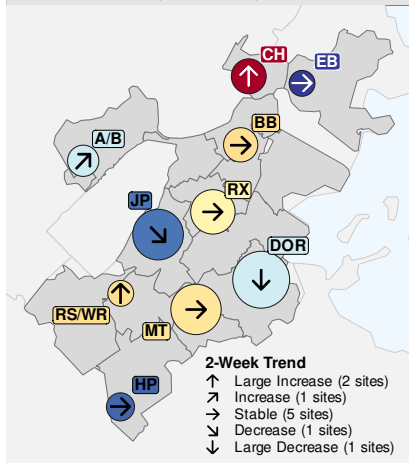 CH
EB
BB
A/B
RX
JP
DOR
RS/WR
MT
HP
2-Week Trend
↑ Large Increase (2 sites)
↗ Increase (1 sites)
→ Stable (5 sites)
↘ Decrease (1 sites)
↓ Large Decrease (1 sites)